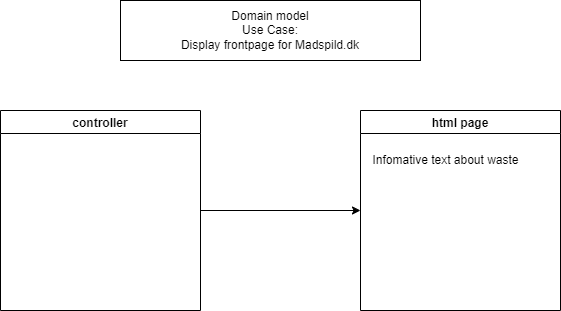 Domain model
Use Case:
Display frontpage for Madspild.dk
controller
html page
Infomative text about waste